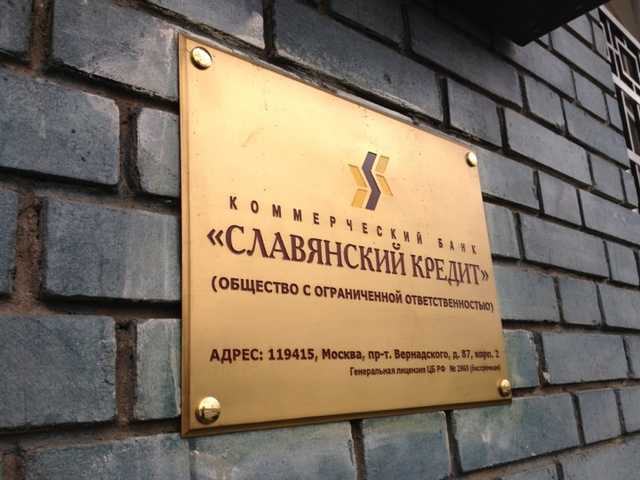 КОММЕРЧЕСКИЙ БАНК
«СЛАВЯНСКИЙ КРЕДИТ»
(ОБЩЕСТВО С ОГРАНИЧЕННОЙ ОТВЕТСТВЕННОСТЬЮ)
АДРЕС: 119415, Москва, пр-т. Вернадского, д. 87, корп. 2
Генеральная лицензия ЦБ РФ № (бессрочная)